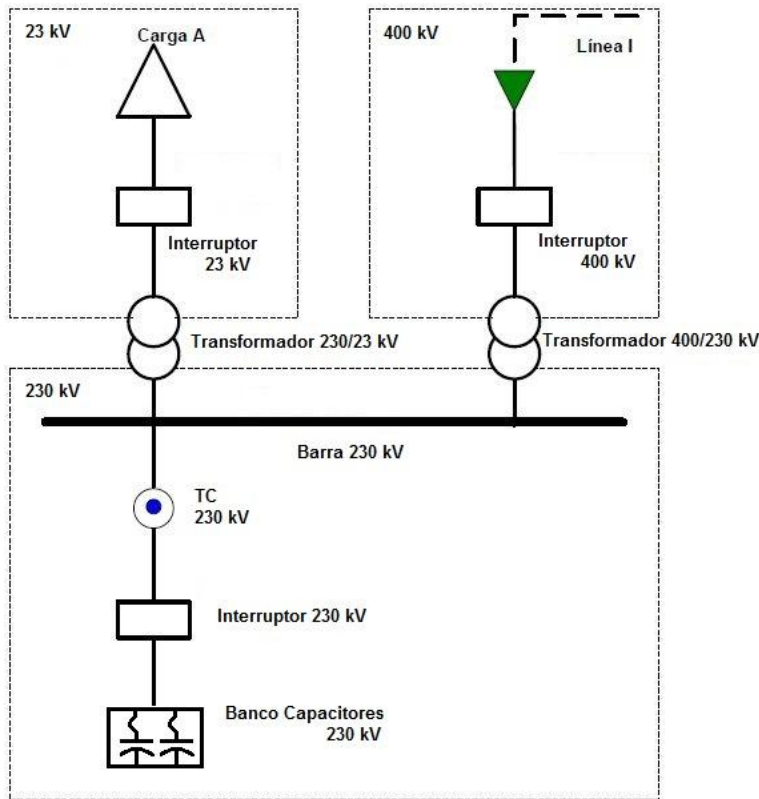 23 kV
Carga A
Interruptor
23 kV
400 kV
Línea I
Interruptor
400 kV
Transformador 230/23 kV
Transformador 400/230 kV
230 kV
Barra 230 kV
TC
230 kV
Interruptor 230 kV
Banco Capacitores
230 kV